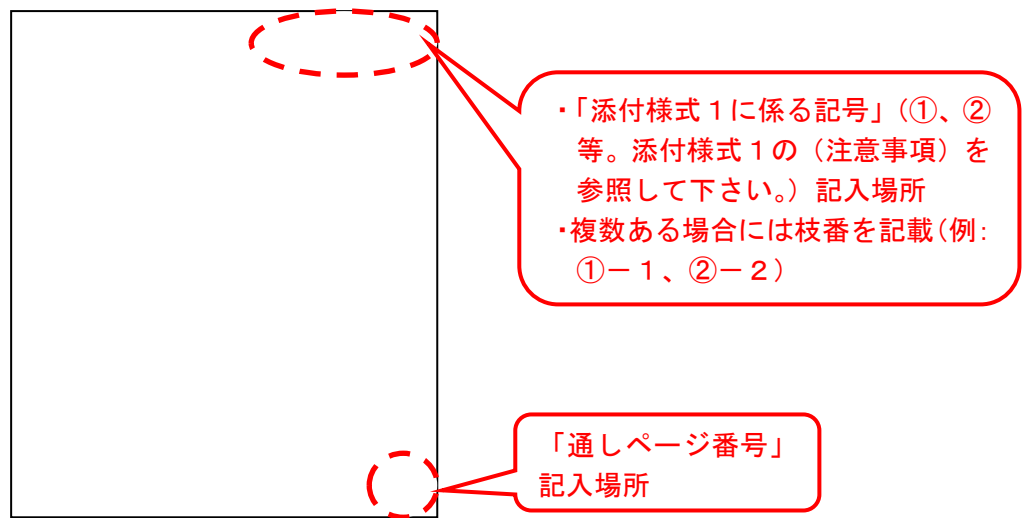 ・「添付様式１に係る記号」（①、②
等。添付様式１の（注意事項）を
参照して下さい。）記入場所
・複数ある場合には枝番を記載（例：
①－１、②－２）
「通しページ番号」
記入場所